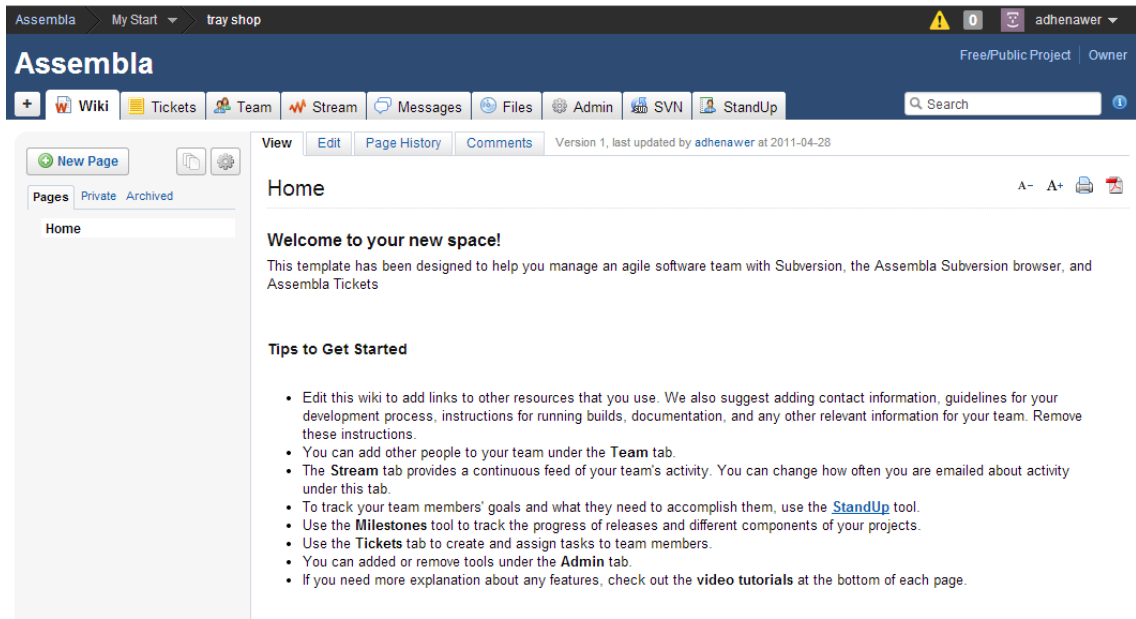 Assembla My Start tray shop 0 adhenawer
Assembla Free/Public Project Owner
+ Wiki Tickets Team Stream Messages Files Admin SVN StandUp Search
View Edit Page History Comments Version 1, last updated by adhenawer at 2011-04-28
New Page
Pages Private Archived
Home
Home A- A+
Welcome to your new space!
This template has been designed to help you manage an agile software team with Subversion, the Assembla Subversion browser, and
Assembla Tickets
Tips to Get Started
• Edit this wiki to add links to other resources that you use. We also suggest adding contact information, guidelines for your
development process, instructions for running builds, documentation, and any other relevant information for your team. Remove
these instructions.
• You can add other people to your team under the Team tab.
• The Stream tab provides a continuous feed of your team's activity. You can change how often you are emailed about activity
under this tab.
• To track your team members' goals and what they need to accomplish them, use the StandUp tool.
• Use the Milestones tool to track the progress of releases and different components of your projects.
• Use the Tickets tab to create and assign tasks to team members.
• You can added or remove tools under the Admin tab.
• If you need more explanation about any features, check out the video tutorials at the bottom of each page.